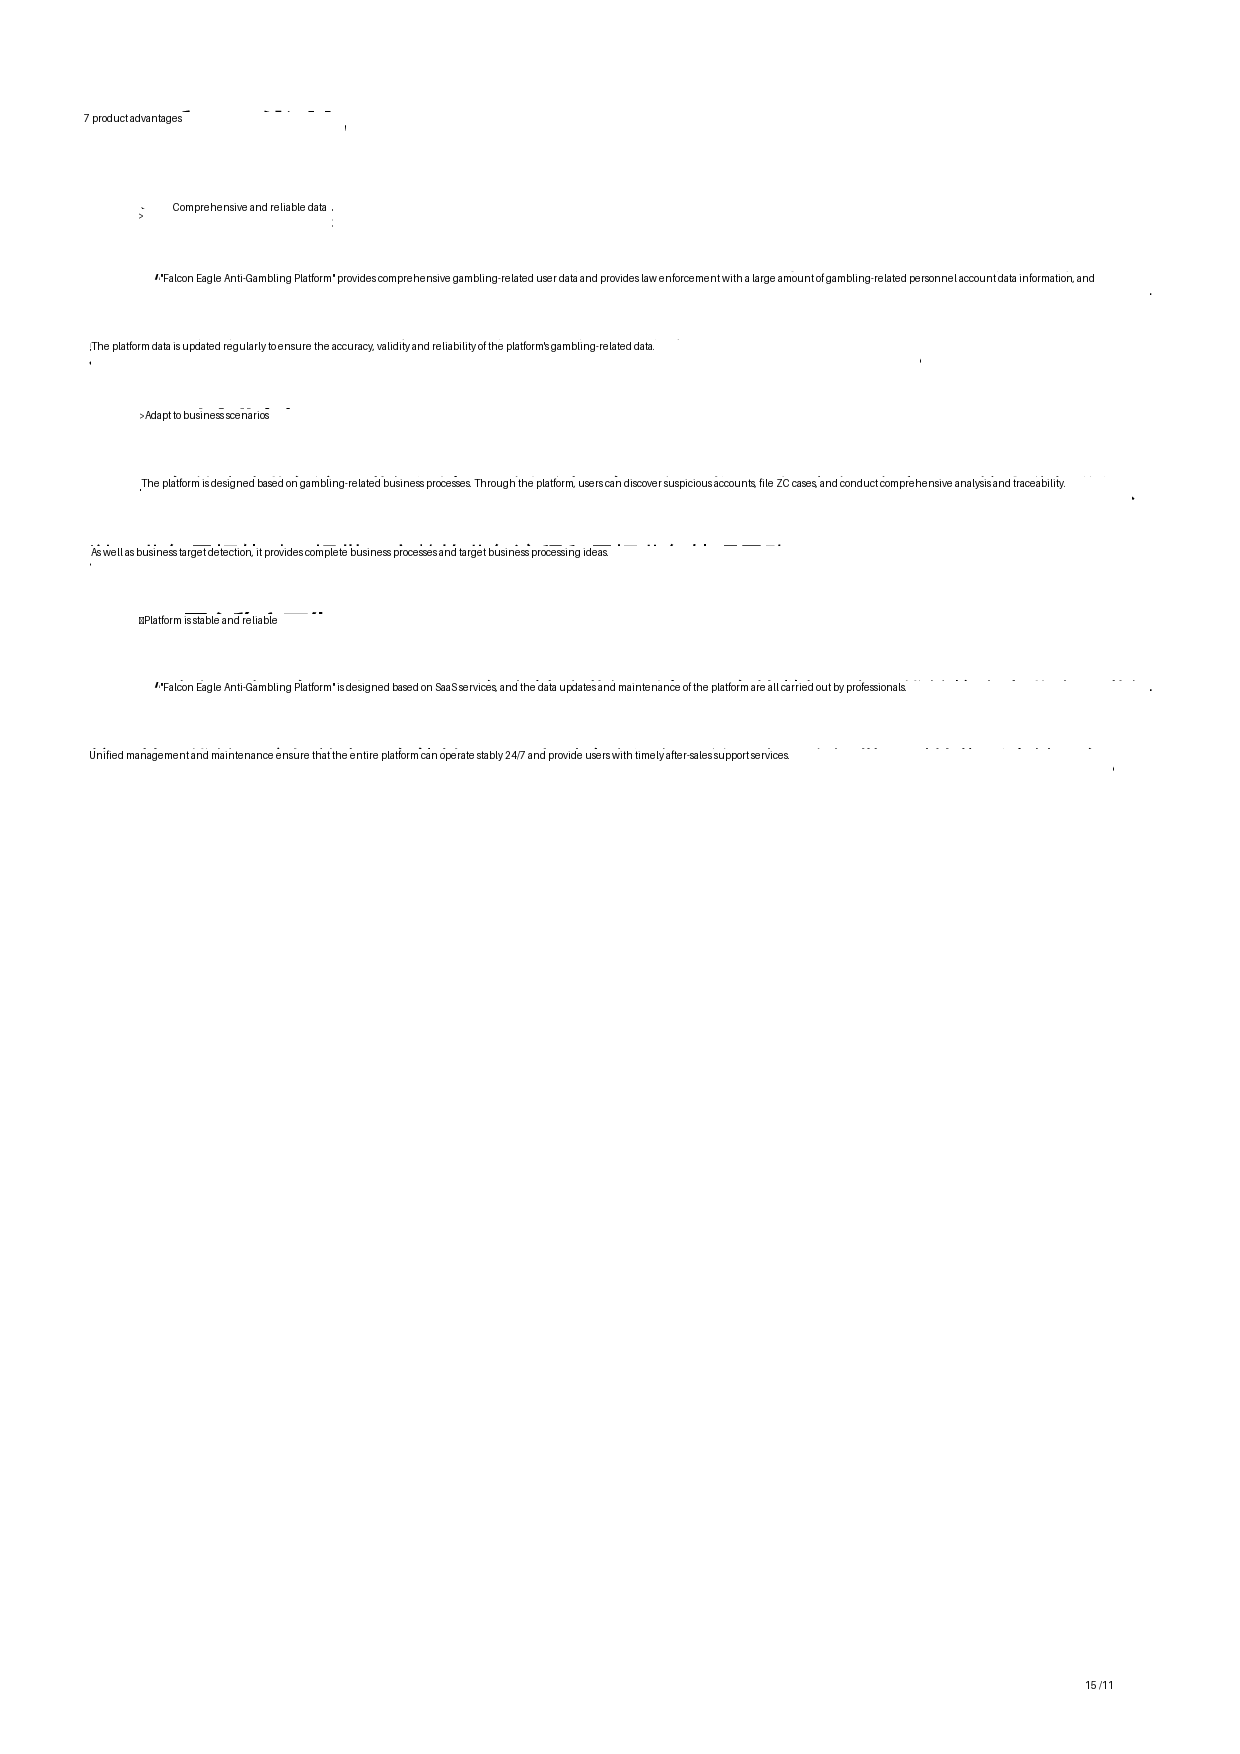 7 product advantages
> Comprehensive and reliable data
"Falcon Eagle Anti-Gambling Platform" provides comprehensive gambling-related user data and provides law enforcement with a large amount of gambling-related personnel account data information, and
The platform data is updated regularly to ensure the accuracy, validity and reliability of the platform's gambling-related data.
>Adapt to business scenarios
The platform is designed based on gambling-related business processes. Through the platform, users can discover suspicious accounts, file ZC cases, and conduct comprehensive analysis and traceability.
As well as business target detection, it provides complete business processes and target business processing ideas.
Platform is stable and reliable
"Falcon Eagle Anti-Gambling Platform" is designed based on SaaS services, and the data updates and maintenance of the platform are all carried out by professionals.
Unified management and maintenance ensure that the entire platform can operate stably 24/7 and provide users with timely after-sales support services.
15 /11